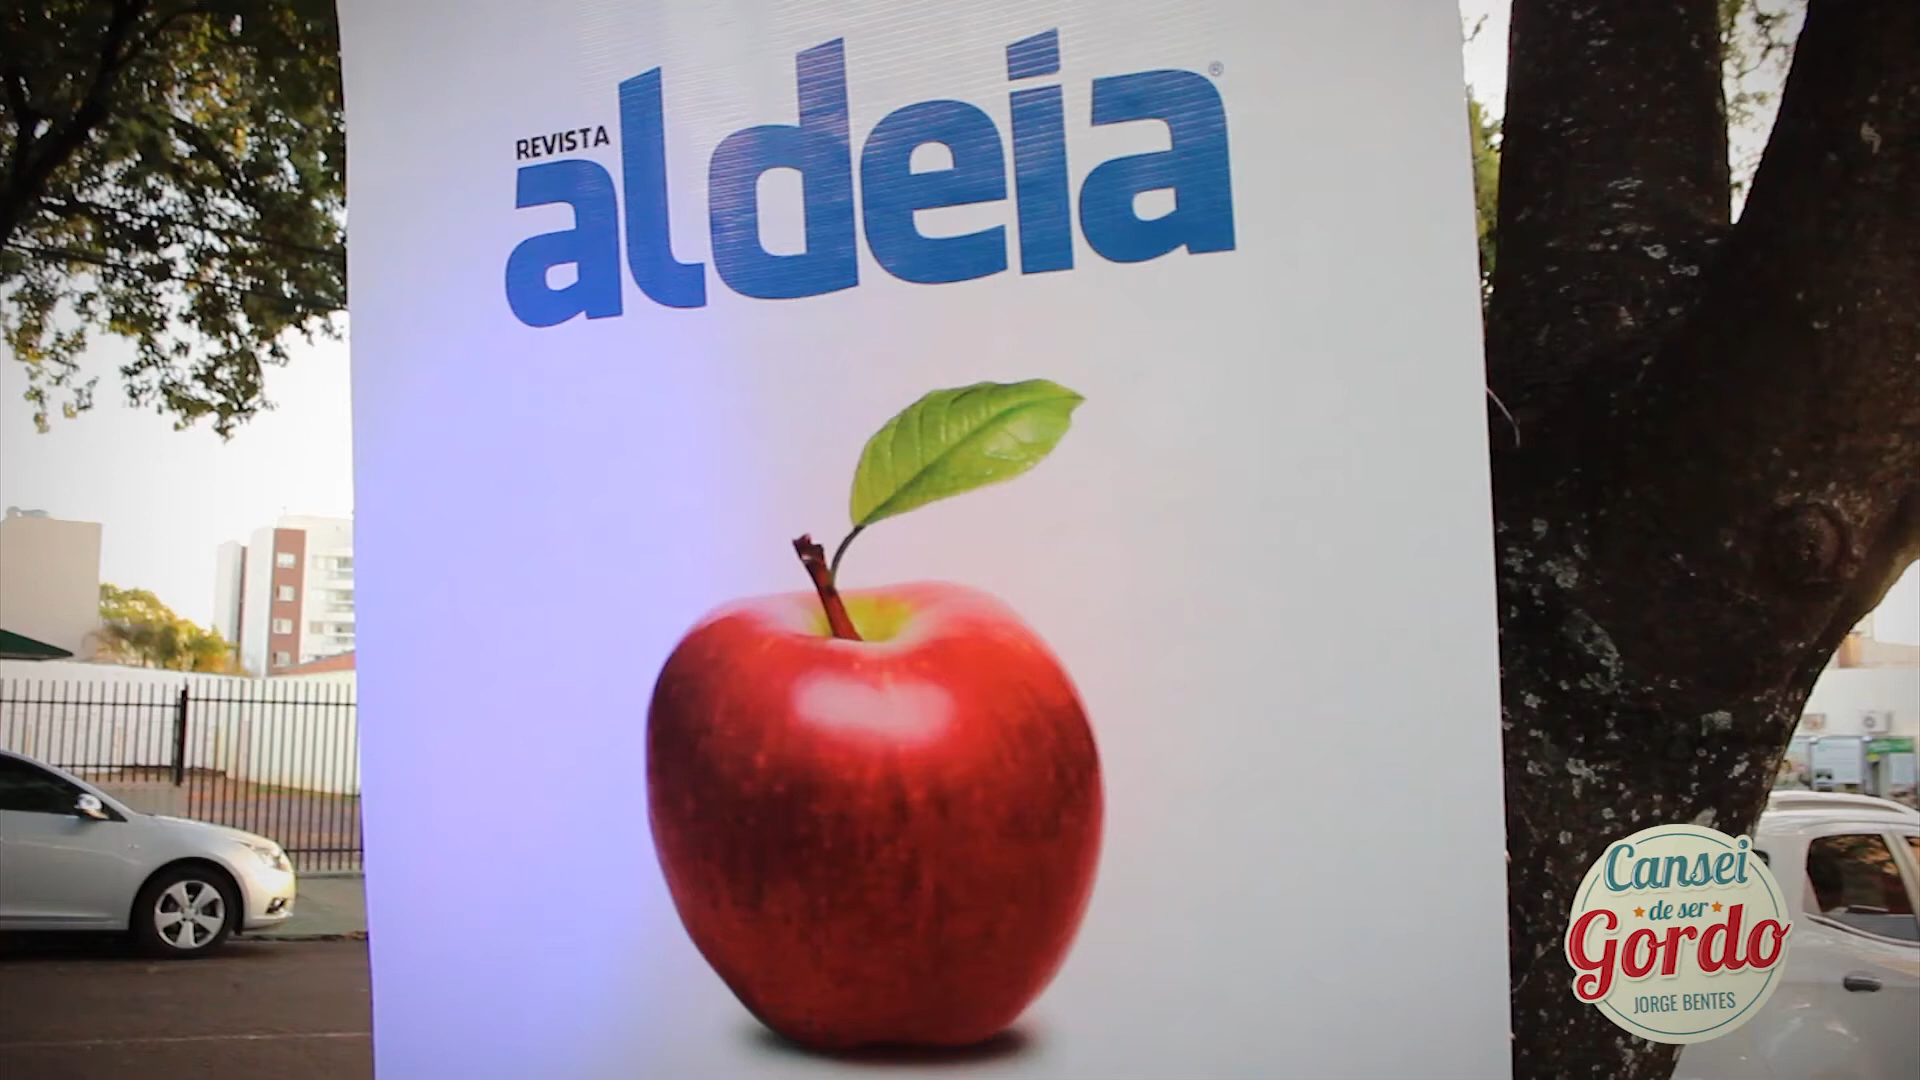 REVISTA
aldeia®
Cansei
de ser
Gordo
JORGE BENTES